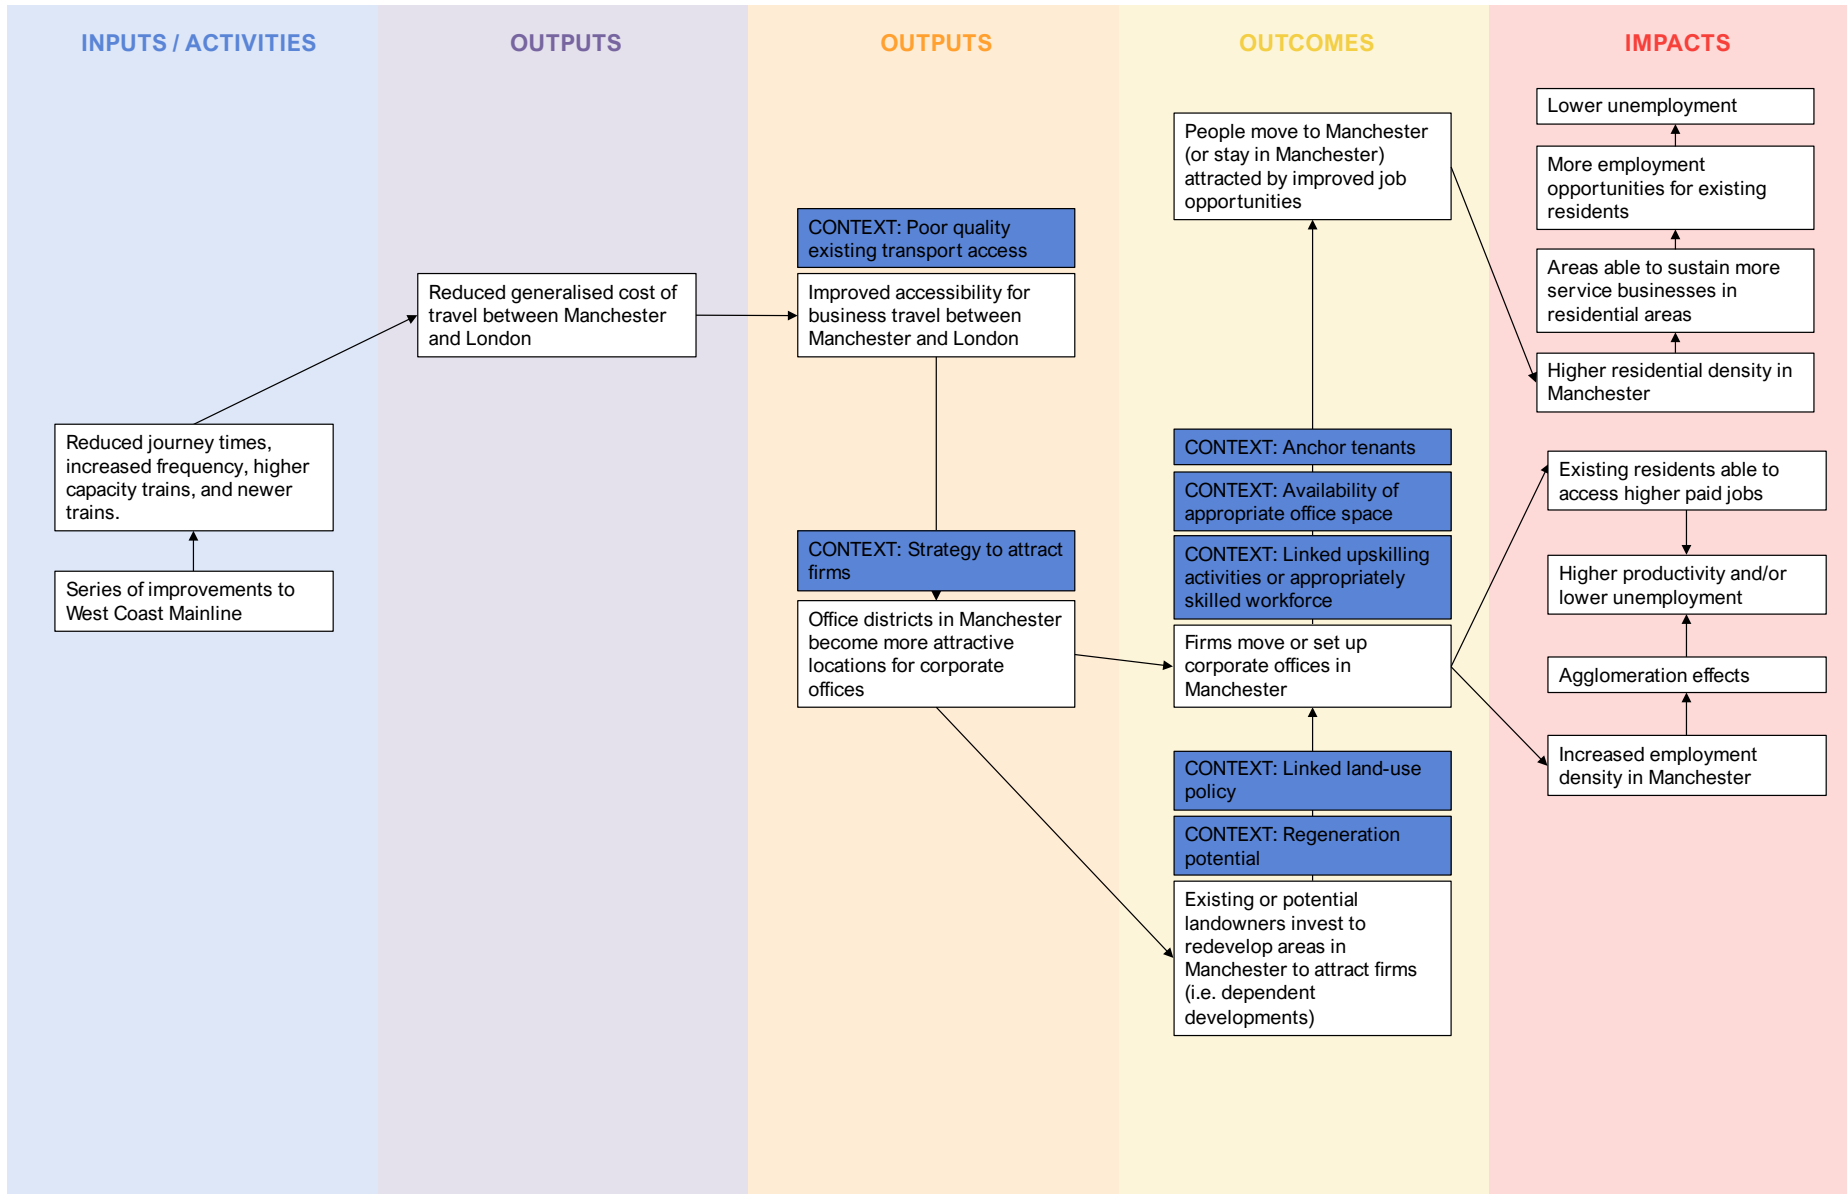 INPUTS / ACTIVITIES
OUTPUTS
OUTPUTS
OUTCOMES
IMPACTS
Reduced journey times,
increased frequency, higher
capacity trains, and newer
trains.
Series of improvements to
West Coast Mainline
Reduced generalised cost of
travel between Manchester
and London
CONTEXT: Poor quality
existing transport access
Improved accessibility for
business travel between
Manchester and London
CONTEXT: Strategy to attract
firms
Office districts in Manchester
become more attractive
locations for corporate
offices
People move to Manchester
(or stay in Manchester)
attracted by improved job
opportunities
CONTEXT: Anchor tenants
CONTEXT: Availability of
appropriate office space
CONTEXT: Linked upskilling
activities or appropriately
skilled workforce
Firms move or set up
corporate offices in
Manchester
CONTEXT: Linked land-use
policy
CONTEXT: Regeneration
potential
Existing or potential
landowners invest to
redevelop areas in
Manchester to attract firms
(i.e. dependent
developments)
Lower unemployment
More employment
opportunities for existing
residents
Areas able to sustain more
service businesses in
residential areas
Higher residential density in
Manchester
Existing residents able to
access higher paid jobs
Higher productivity and/or
lower unemployment
Agglomeration effects
Increased employment
density in Manchester